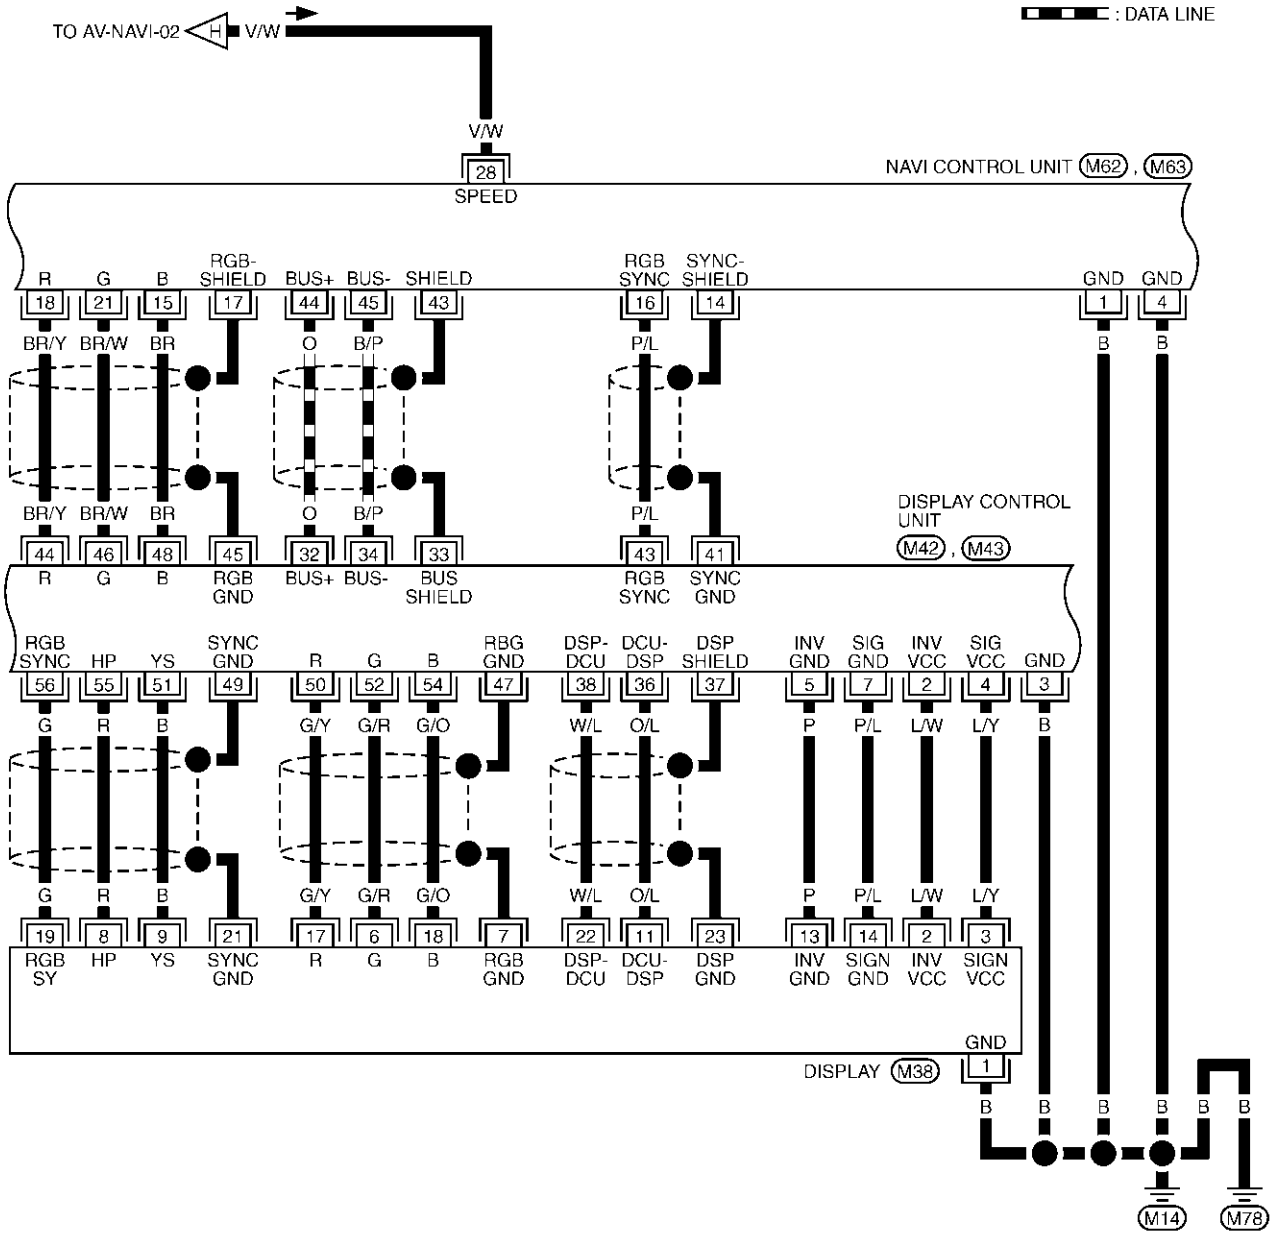 : DATA LINE
TO AV-NAVI-02 H V/W
V/W
28
SPEED
NAVI CONTROL UNIT M62 , M63
R G B RGB-SHIELD BUS+ BUS- SHIELD RGB SYNC SYNC-SHIELD GND GND
18 21 15 17 44 45 43 16 14 1 4
BR/Y BR/W BR O B/P P/L B B
BR/Y BR/W BR O B/P P/L
DISPLAY CONTROL
UNIT
M42 , M43
44 46 48 45 32 34 33 43 41
R G B RGB GND BUS+ BUS- BUS SHIELD RGB SYNC SYNC GND
RGB SYNC HP YS SYNC GND R G B RBG GND DSP-DCU DCU-DSP DSP SHIELD INV GND SIG GND INV VCC SIG VCC GND
56 55 51 49 50 52 54 47 38 36 37 5 7 2 4 3
G R B G/Y G/R G/O W/L O/L P P/L L/W L/Y B
G R B G/Y G/R G/O W/L O/L P P/L L/W L/Y
19 8 9 21 17 6 18 7 22 11 23 13 14 2 3
RGB SY HP YS SYNC GND R G B RGB GND DSP-DCU DCU-DSP DSP GND INV GND SIGN GND INV VCC SIGN VCC
GND
DISPLAY M38 1
B B B B B B
M14 M78